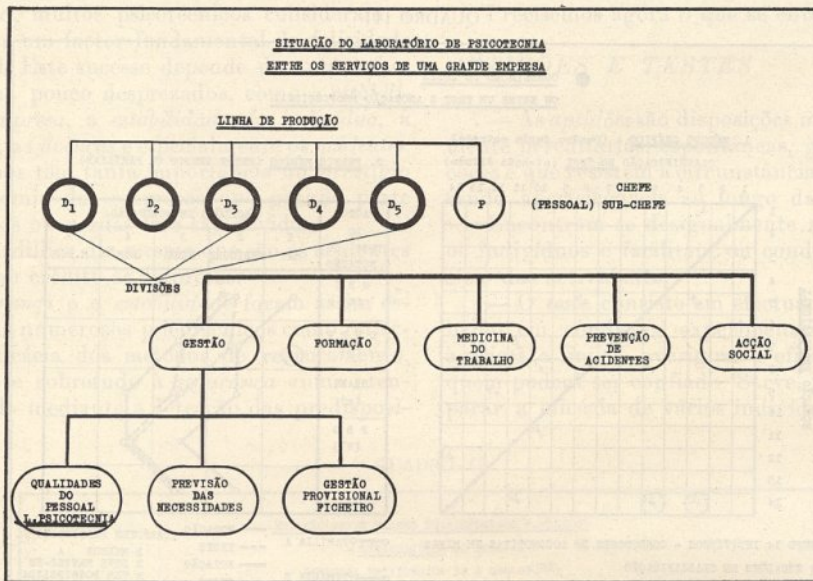 SITUAÇÃO DO LABORATÓRIO DE PSICOTECNIA
ENTRE OS SERVIÇOS DE UMA GRANDE EMPRESA
LINHA DE PRODUÇÃO
D1
D2
D3
D4
D5
P
CHEFE
(PESSOAL) SUB-CHEFE
DIVISÕES
GESTÃO
FORMAÇÃO
MEDICINA
DO
TRABALHO
PREVENÇÃO
DE
ACIDENTES
ACÇÃO
SOCIAL
QUALIDADES
DO
PESSOAL
L.PSICOTECNIA
PREVISÃO
DAS
NECESSIDADES
GESTÃO
PROVISIONAL
FICHEIRO